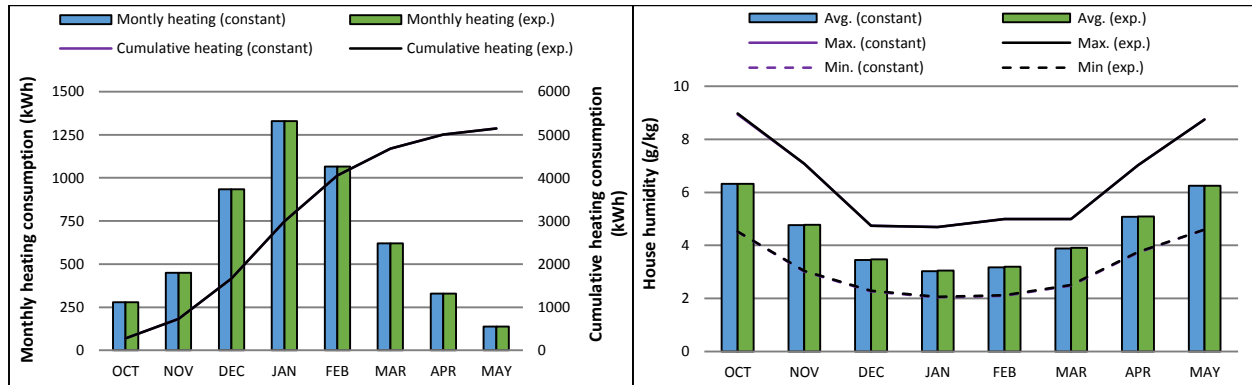 Montly heating (constant) Monthly heating (exp.)
Cumulative heating (constant) Cumulative heating (exp.)
Monthly heating consumption (kWh)
1500
1250
1000
750
500
250
0
6000
5000
4000
3000
2000
1000
0
Cumulative heating consumption
(kWh)
OCT NOV DEC JAN FEB MAR APR MAY
Avg. (constant) Avg. (exp.)
Max. (constant) Max. (exp.)
Min. (constant) Min (exp.)
House humidity (g/kg)
10
8
6
4
2
0
OCT NOV DEC JAN FEB MAR APR MAY